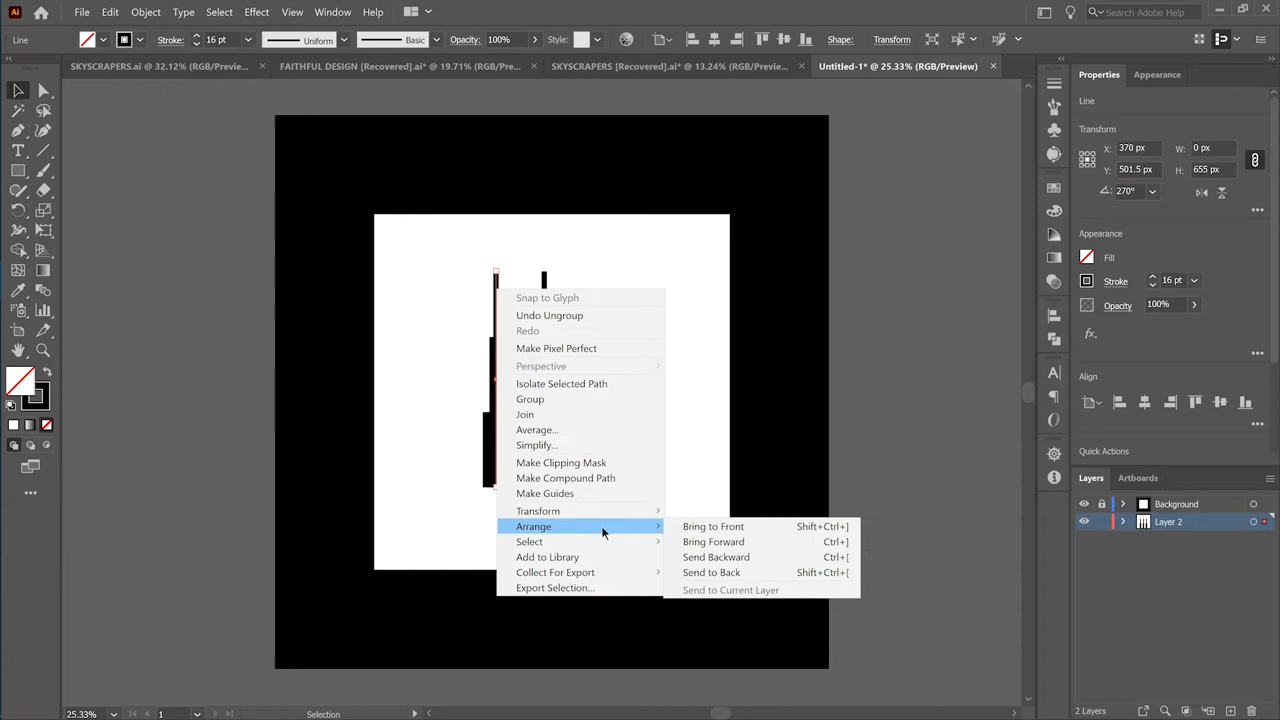 Ai File Edit Object Type Select Effect View Window Help Search Adobe Help
Line Stroke: 16 pt Uniform Basic Opacity: 100% Style: Shape: Transform
SKYSCRAPERS.ai @ 32.12% (RGB/Previe... × FAITHFUL DESIGN [Recovered].ai* @ 19.71% (RGB/Pre... × SKYSCRAPERS [Recovered].ai* @ 13.24% (RGB/Previe... × Untitled-1* @ 25.33% (RGB/Preview) ×
Snap to Glyph
Undo Ungroup
Redo
Make Pixel Perfect
Perspective
Isolate Selected Path
Group
Join
Average...
Simplify...
Make Clipping Mask
Make Compound Path
Make Guides
Transform
Arrange
Select
Add to Library
Collect For Export
Export Selection...
Bring to Front Shift+Ctrl+]
Bring Forward Ctrl+]
Send Backward Ctrl+[
Send to Back Shift+Ctrl+[
Send to Current Layer
Properties Appearance
Line
Transform
X: 370 px W: 0 px
Y: 501.5 px H: 655 px
270°
Appearance
Fill
Stroke 16 pt
Opacity 100%
fx.
Align
Quick Actions
Layers Artboards
Background
Layer 2
2 Layers
25.33% 1 Selection